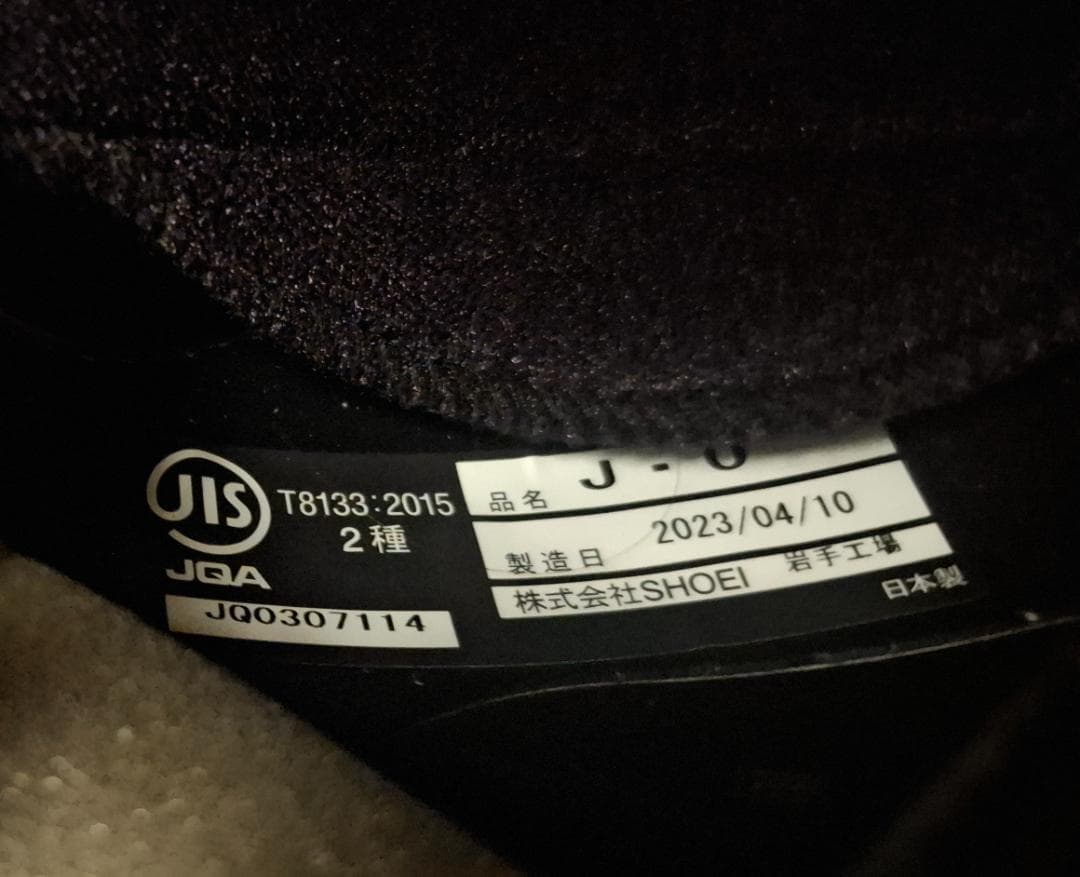 JIS
T8133:2015
2種
JQA
JQ0307114
品名 J-
製造日 2023/04/10
株式会社SHOEI 岩手工場
日本製